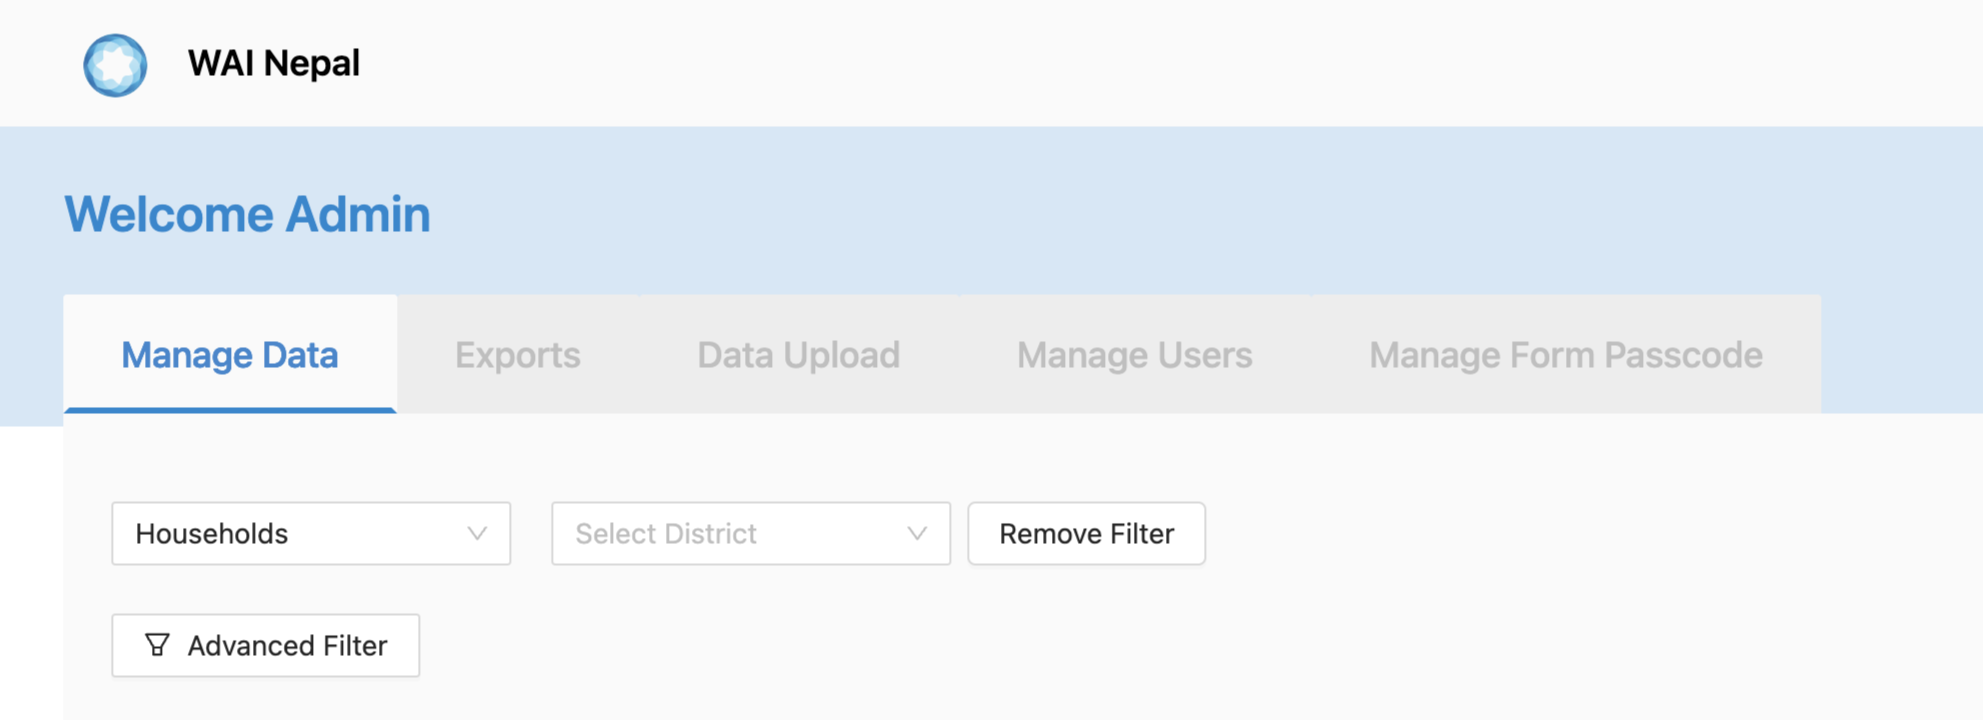 WAI Nepal
Welcome Admin
Manage Data Exports Data Upload Manage Users Manage Form Passcode
Households Select District Remove Filter
Advanced Filter